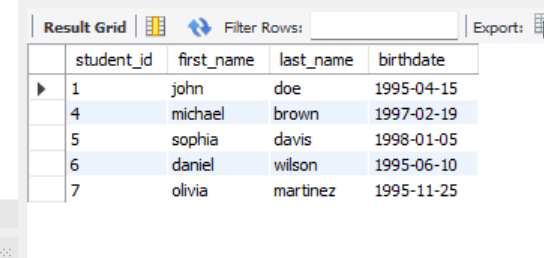 Result Grid Filter Rows: Export:
student_id first_name last_name birthdate
1 john doe 1995-04-15
4 michael brown 1997-02-19
5 sophia davis 1998-01-05
6 daniel wilson 1995-06-10
7 olivia martinez 1995-11-25